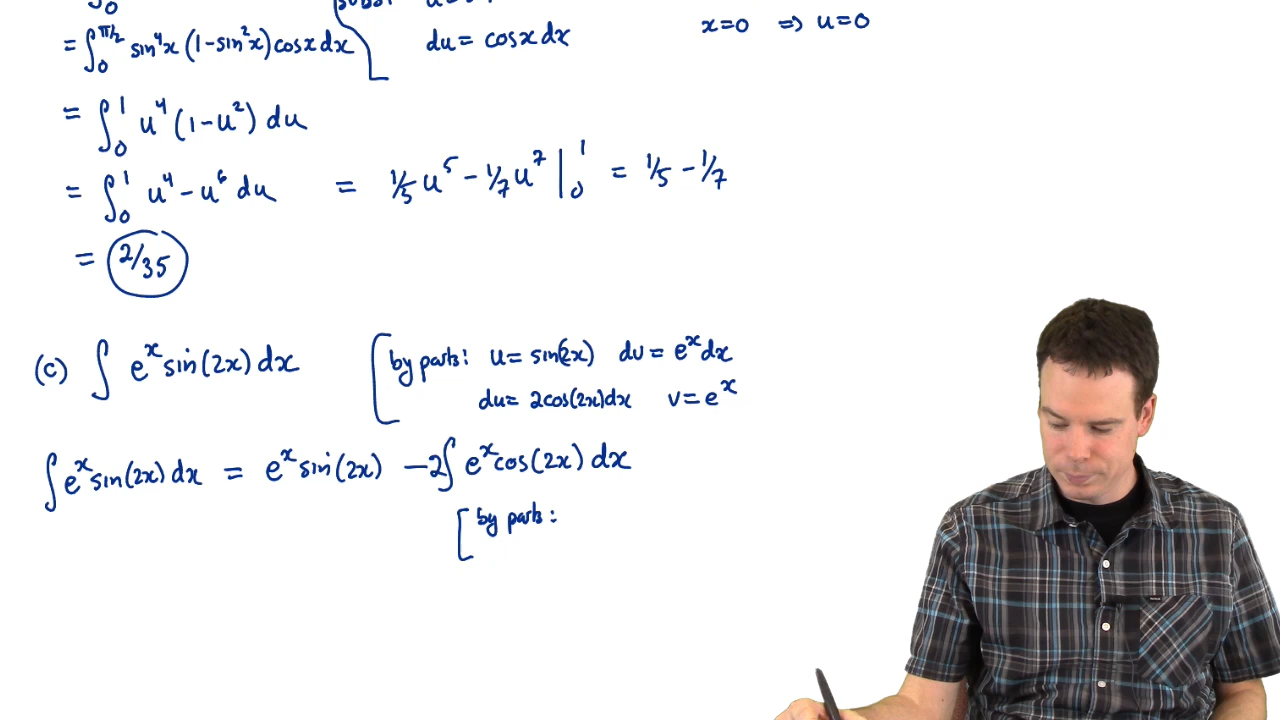 = ∫₀^π/2 sin⁴x (1-sin²x) cosx dx
du = cosx dx
x=0 ⇒ u=0
= ∫₀¹ u⁴ (1-u²) du
= ∫₀¹ u⁴ - u⁶ du = 1/5 u⁵ - 1/7 u⁷ |₀¹ = 1/5 - 1/7
= 2/35
(c) ∫ eˣ sin(2x) dx [by parts: u = sin(2x) dv = eˣ dx
du = 2cos(2x)dx v = eˣ
∫ eˣ sin(2x) dx = eˣ sin(2x) - 2∫ eˣ cos(2x) dx
[by parts: